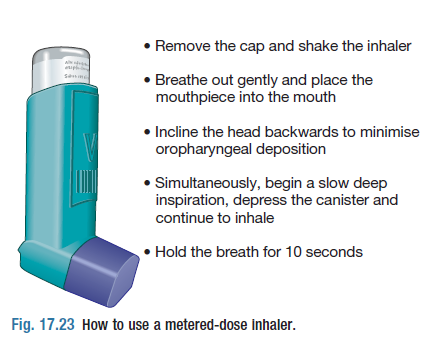 • Remove the cap and shake the inhaler
• Breathe out gently and place the
mouthpiece into the mouth
• Incline the head backwards to minimise
oropharyngeal deposition
• Simultaneously, begin a slow deep
inspiration, depress the canister and
continue to inhale
• Hold the breath for 10 seconds
Fig. 17.23 How to use a metered-dose inhaler.